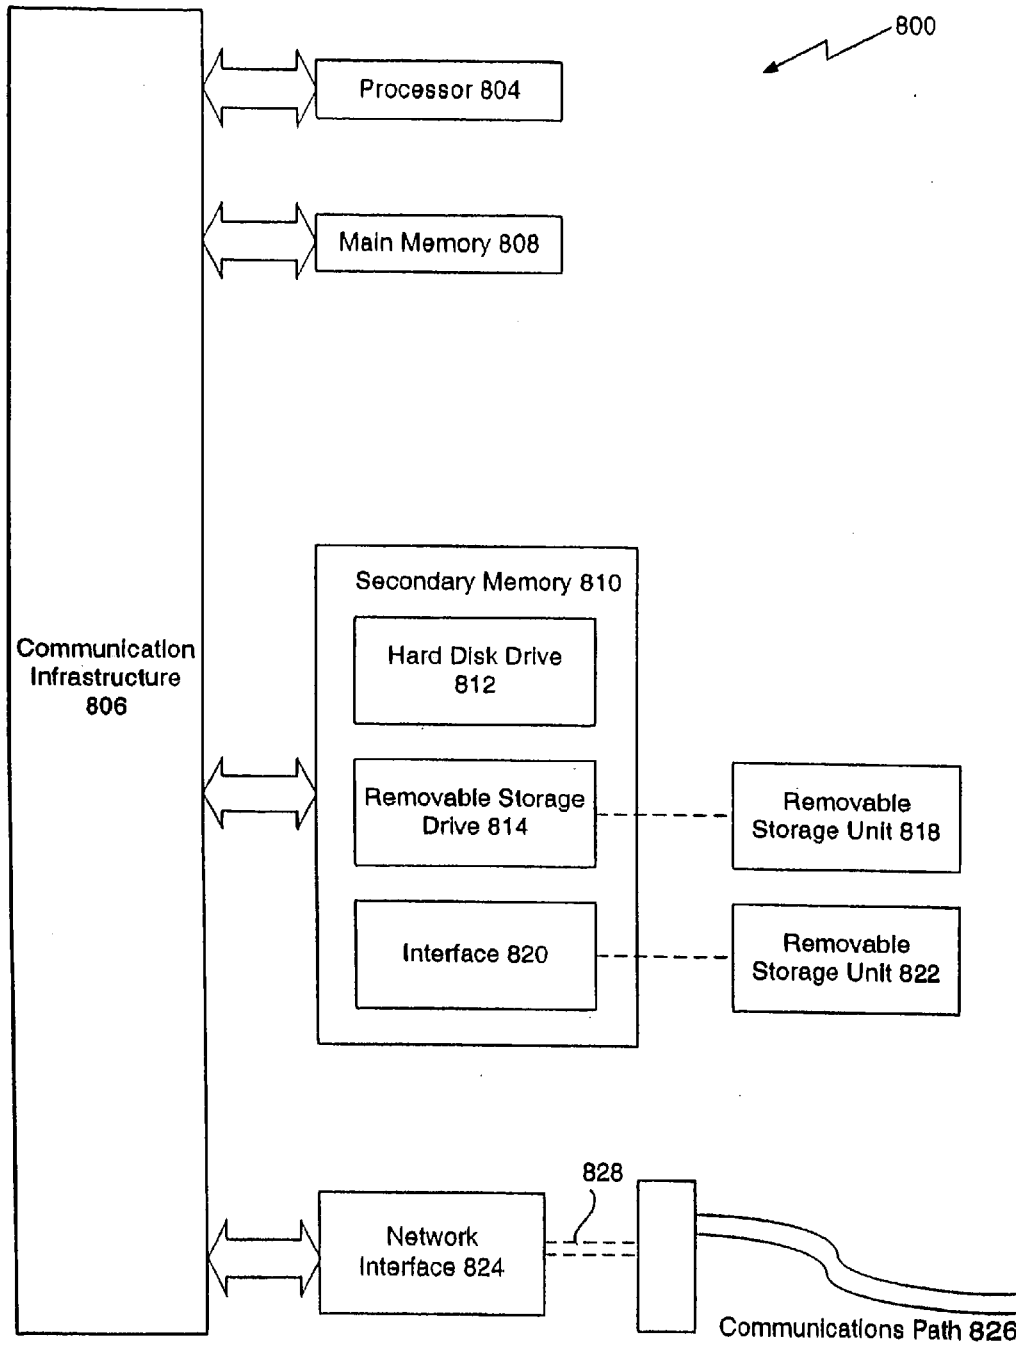 800
Processor 804
Main Memory 808
Secondary Memory 810
Hard Disk Drive
812
Communication
Infrastructure
806
Removable Storage
Drive 814
Removable
Storage Unit 818
Interface 820
Removable
Storage Unit 822
828
Network
Interface 824
Communications Path 826